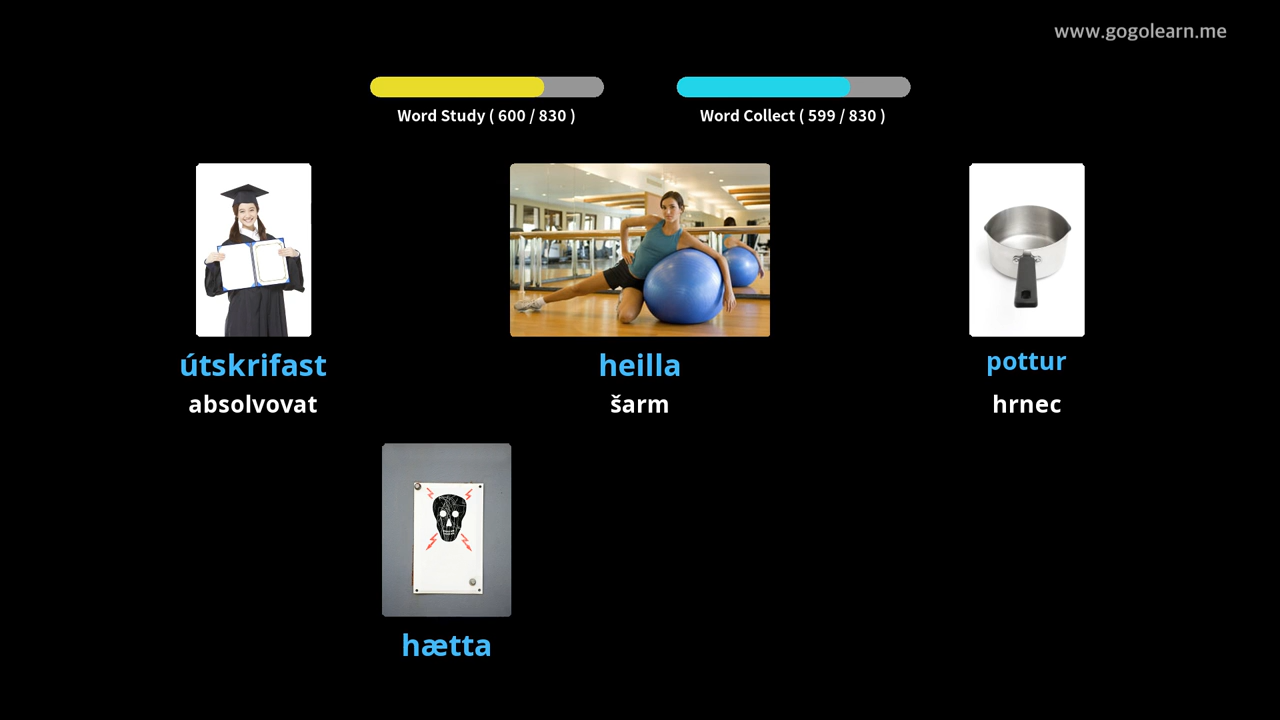 www.gogolearn.me
Word Study ( 600 / 830 )
Word Collect ( 599 / 830 )
útskrifast
heilla
pottur
absolvovat
šarm
hrnec
hætta